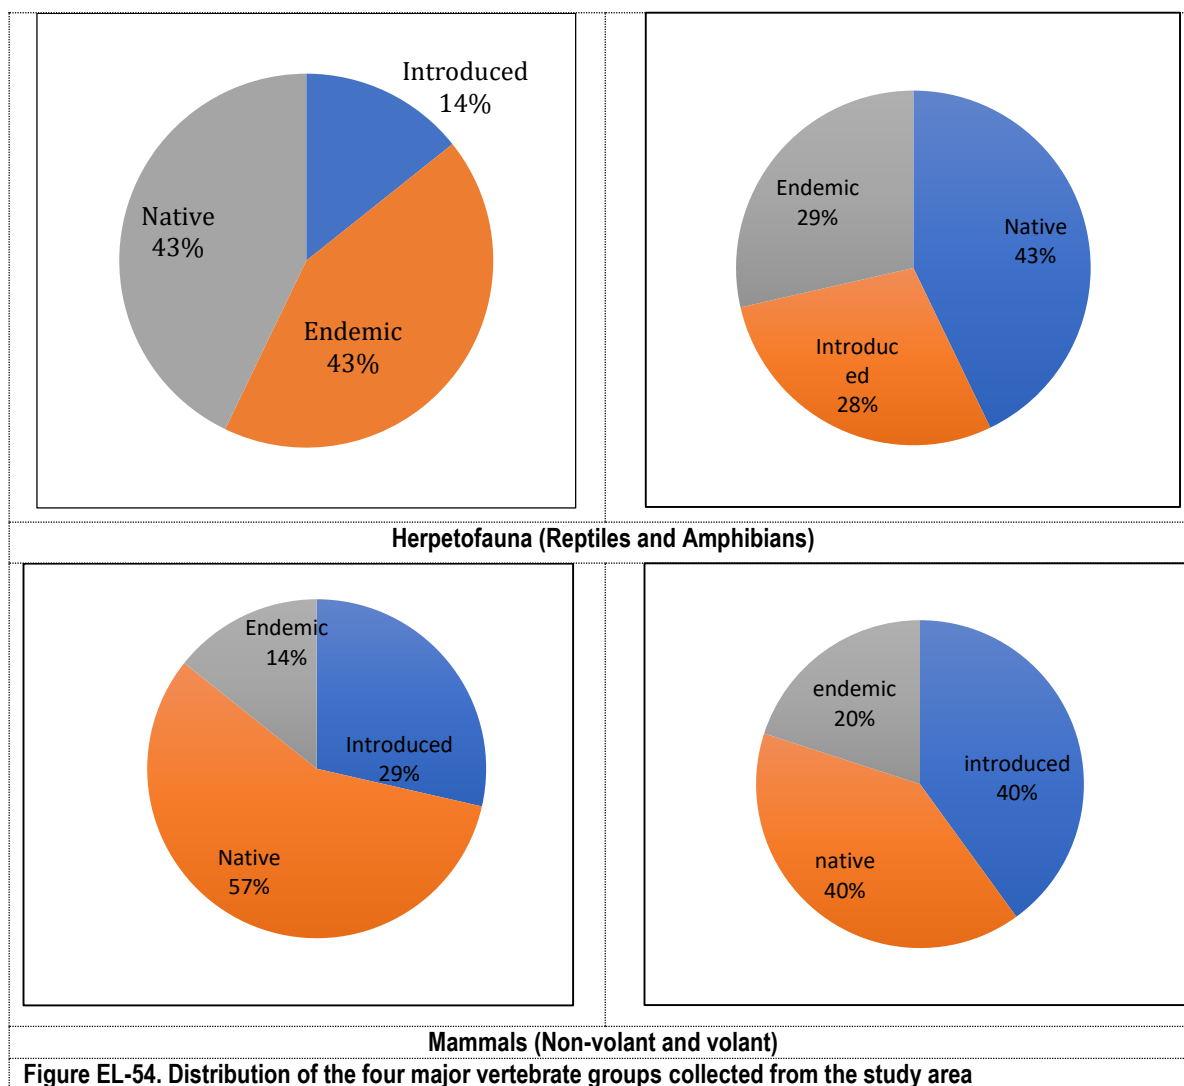 Introduced
14%
Native
43%
Endemic
43%
Endemic
29%
Native
43%
Introduc
ed
28%
Herpetofauna (Reptiles and Amphibians)
Endemic
14%
Introduced
29%
Native
57%
endemic
20%
introduced
40%
native
40%
Mammals (Non-volant and volant)
Figure EL-54. Distribution of the four major vertebrate groups collected from the study area